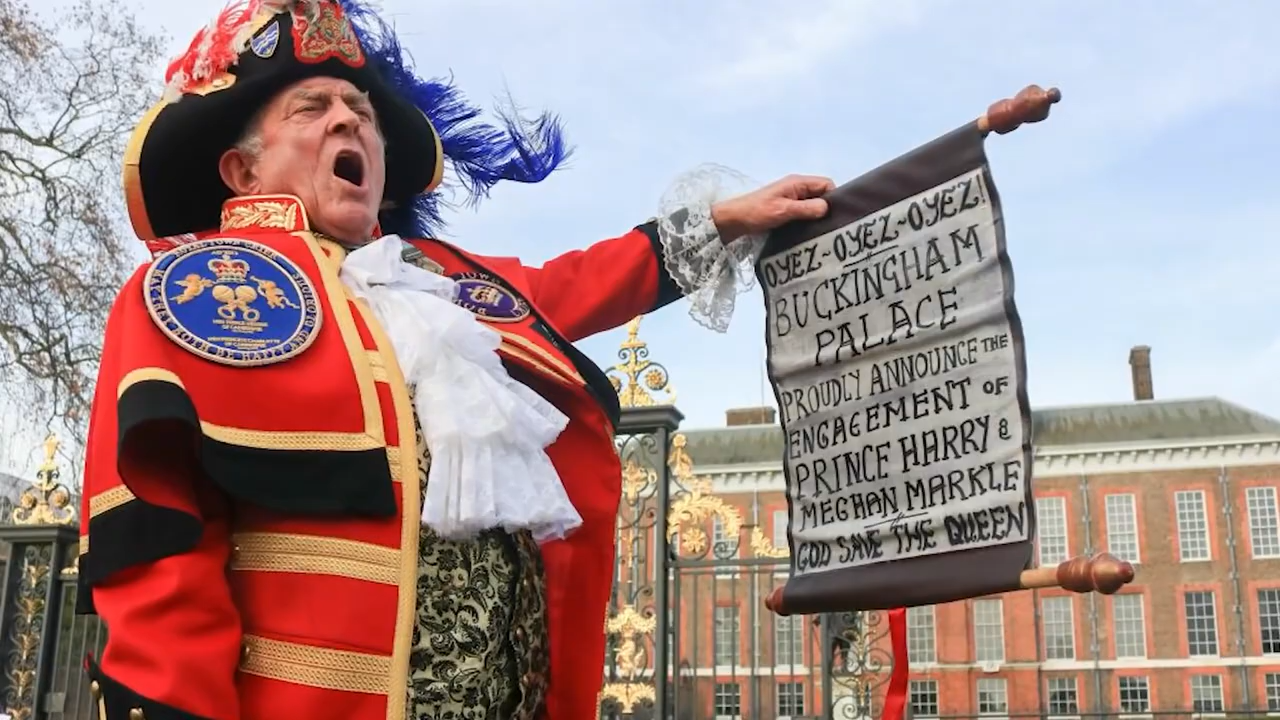 OYEZ-OYEZ-OYEZ!
BUCKINGHAM
PALACE
PROUDLY ANNOUNCE THE
ENGAGEMENT OF
PRINCE HARRY &
MEGHAN MARKLE
GOD SAVE THE QUEEN